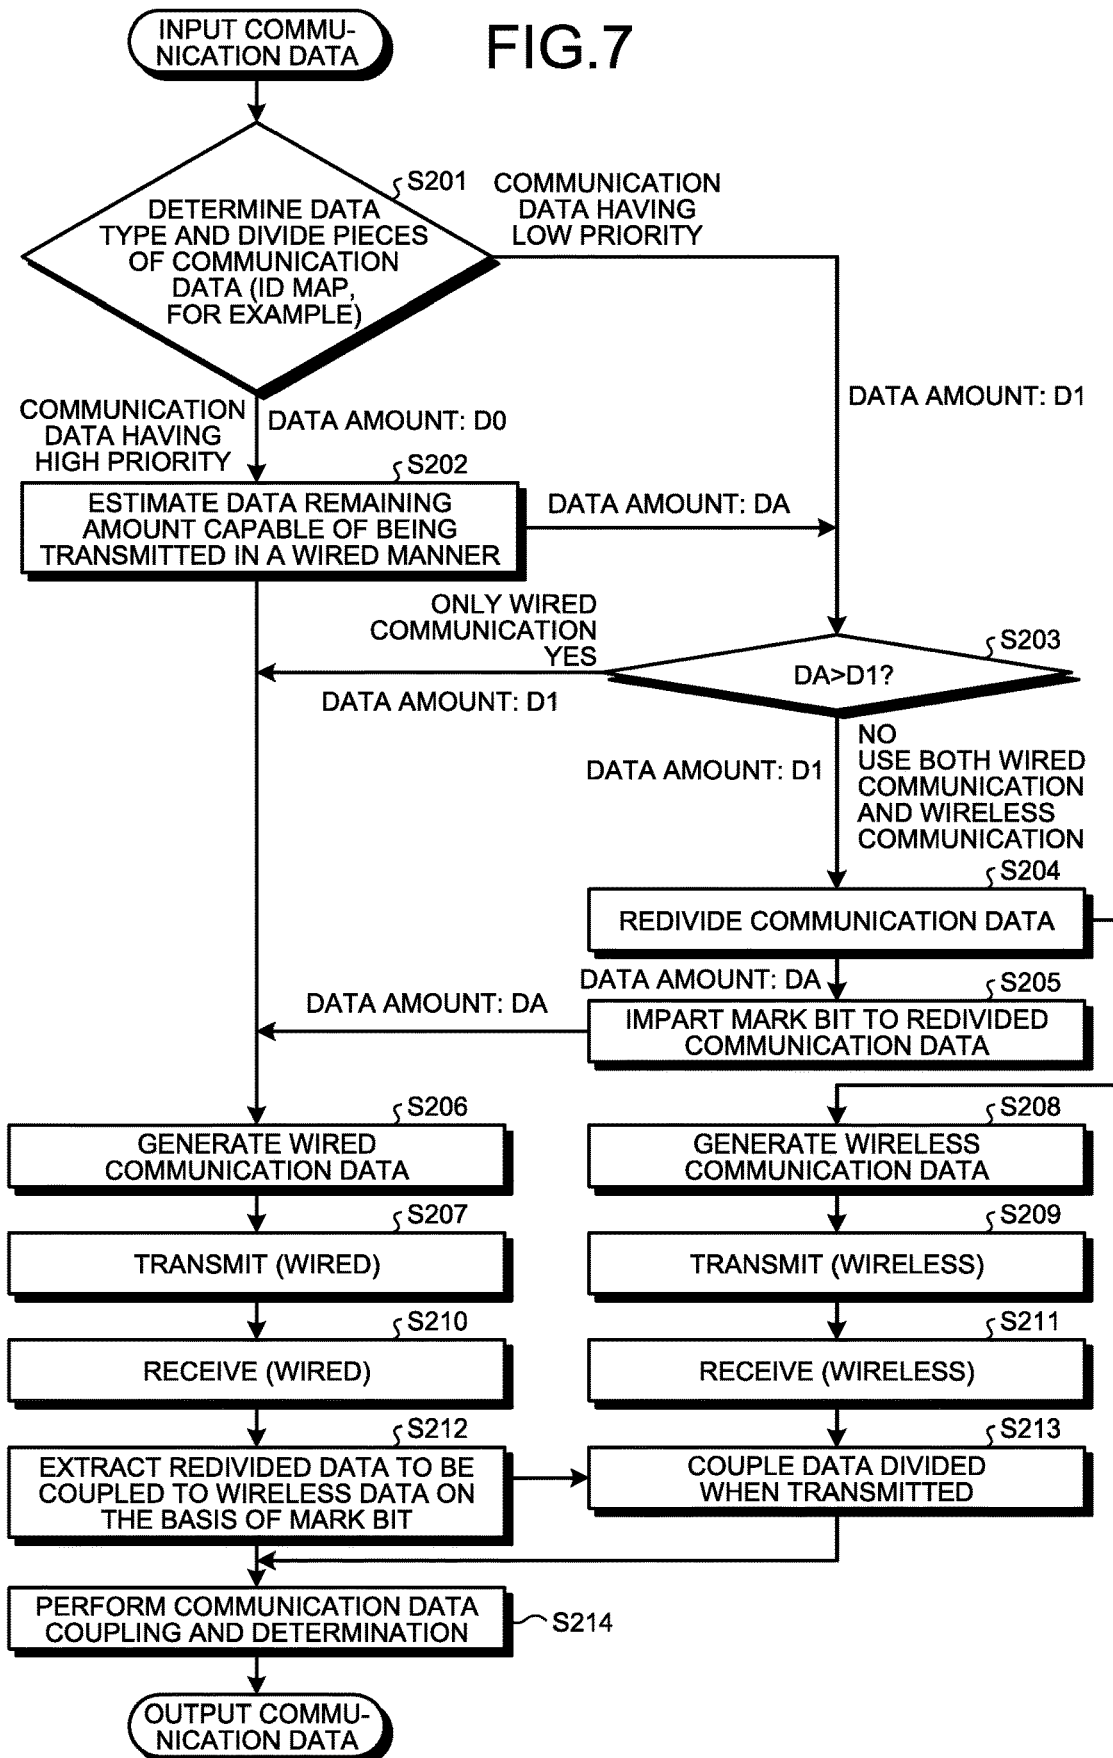 FIG.7
INPUT COMMU-
NICATION DATA
S201
DETERMINE DATA
TYPE AND DIVIDE PIECES
OF COMMUNICATION
DATA (ID MAP,
FOR EXAMPLE)
COMMUNICATION
DATA HAVING
LOW PRIORITY
DATA AMOUNT: D1
COMMUNICATION
DATA HAVING
HIGH PRIORITY
DATA AMOUNT: D0
S202
ESTIMATE DATA REMAINING
AMOUNT CAPABLE OF BEING
TRANSMITTED IN A WIRED MANNER
DATA AMOUNT: DA
ONLY WIRED
COMMUNICATION
YES
DATA AMOUNT: D1
S203
DA>D1?
DATA AMOUNT: D1
NO
USE BOTH WIRED
COMMUNICATION
AND WIRELESS
COMMUNICATION
S204
REDIVIDE COMMUNICATION DATA
DATA AMOUNT: DA
S205
IMPART MARK BIT TO REDIVIDED
COMMUNICATION DATA
DATA AMOUNT: DA
S206
GENERATE WIRED
COMMUNICATION DATA
S208
GENERATE WIRELESS
COMMUNICATION DATA
S207
TRANSMIT (WIRED)
S209
TRANSMIT (WIRELESS)
S210
RECEIVE (WIRED)
S211
RECEIVE (WIRELESS)
S212
EXTRACT REDIVIDED DATA TO BE
COUPLED TO WIRELESS DATA ON
THE BASIS OF MARK BIT
S213
COUPLE DATA DIVIDED
WHEN TRANSMITTED
PERFORM COMMUNICATION DATA
COUPLING AND DETERMINATION
S214
OUTPUT COMMU-
NICATION DATA